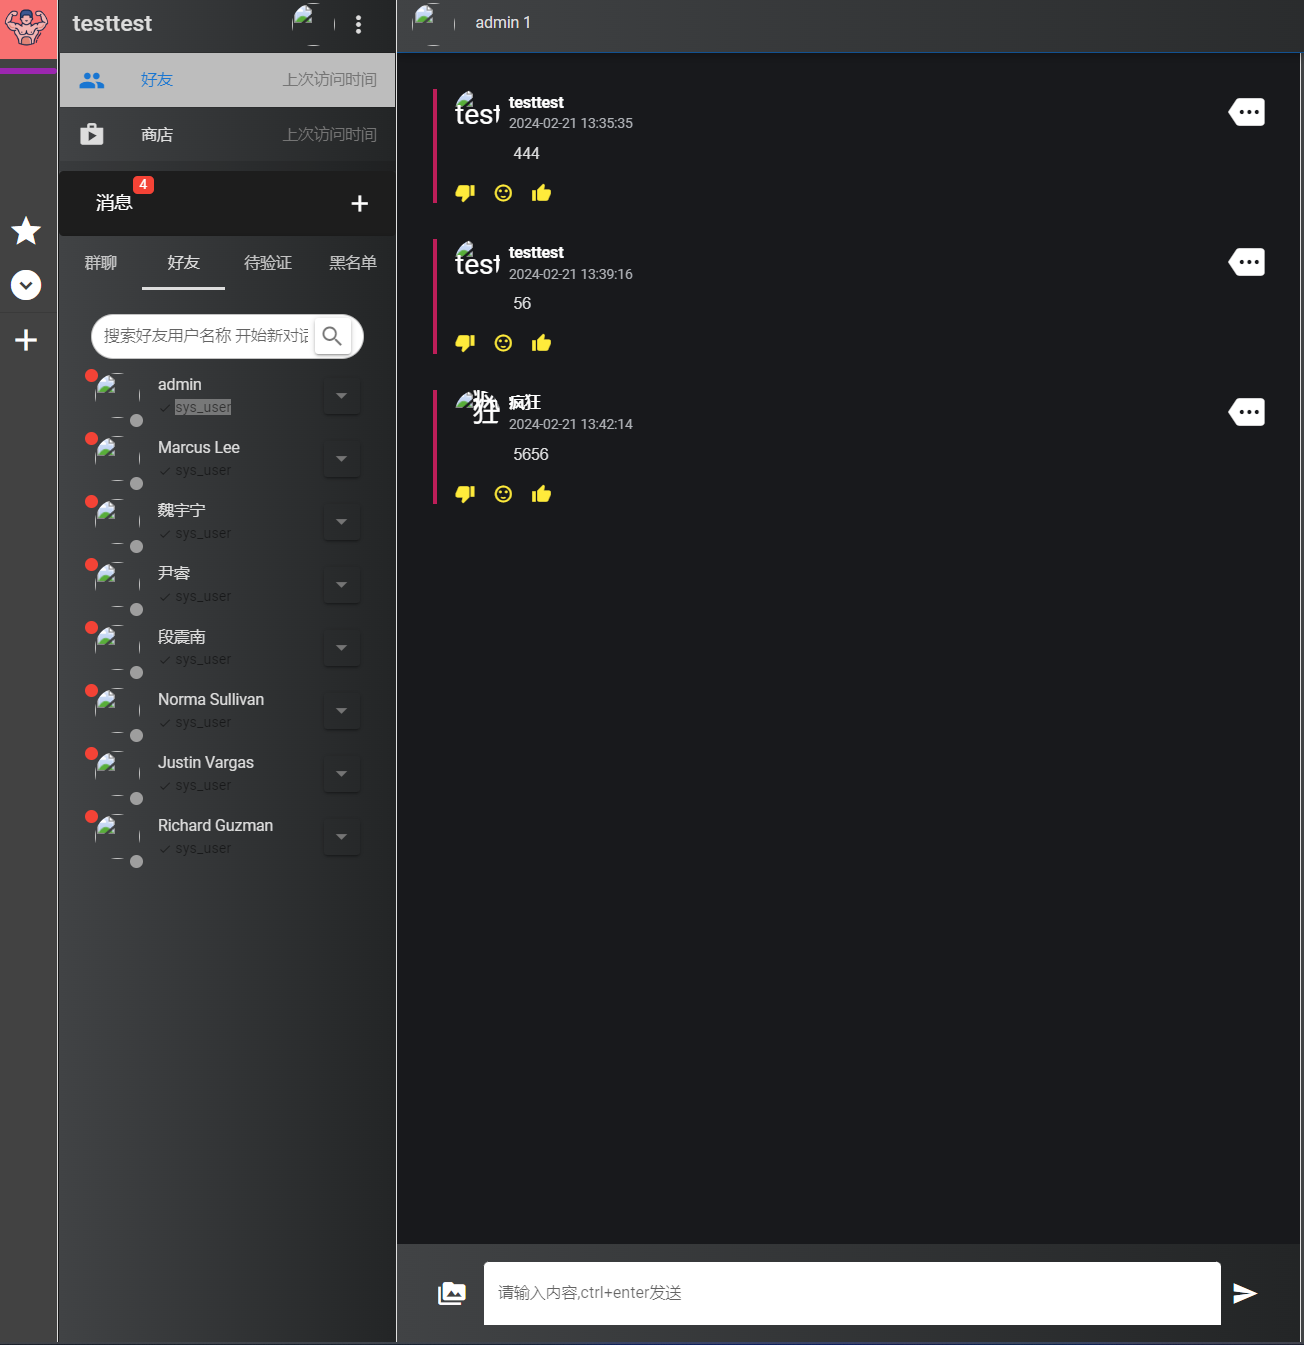 testtest
好友
上次访问时间
商店
上次访问时间
消息
4
群聊
好友
待验证
黑名单
搜索好友用户名称 开始新对话
admin
sys_user
Marcus Lee
sys_user
魏宇宁
sys_user
尹睿
sys_user
段震南
sys_user
Norma Sullivan
sys_user
Justin Vargas
sys_user
Richard Guzman
sys_user
admin 1
test
testtest
2024-02-21 13:35:35
444
test
testtest
2024-02-21 13:39:16
56
疯狂
疯狂
2024-02-21 13:42:14
5656
请输入内容,ctrl+enter发送